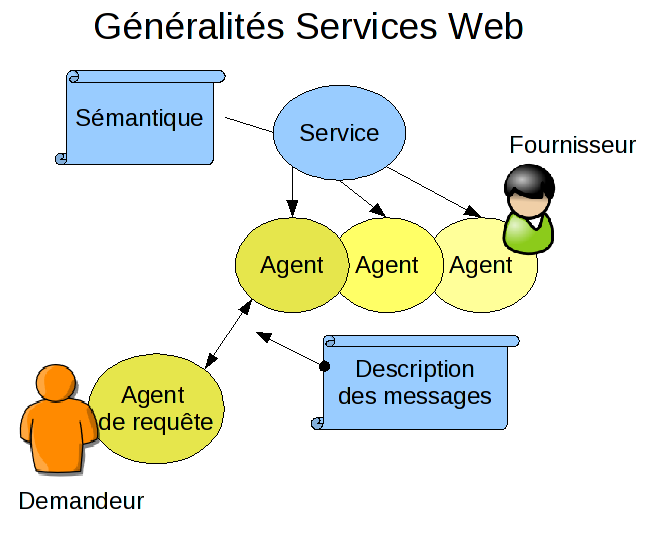 Généralités Services Web
Sémantique
Service
Fournisseur
Agent
Agent
Agent
Description
des messages
Agent
de requête
Demandeur